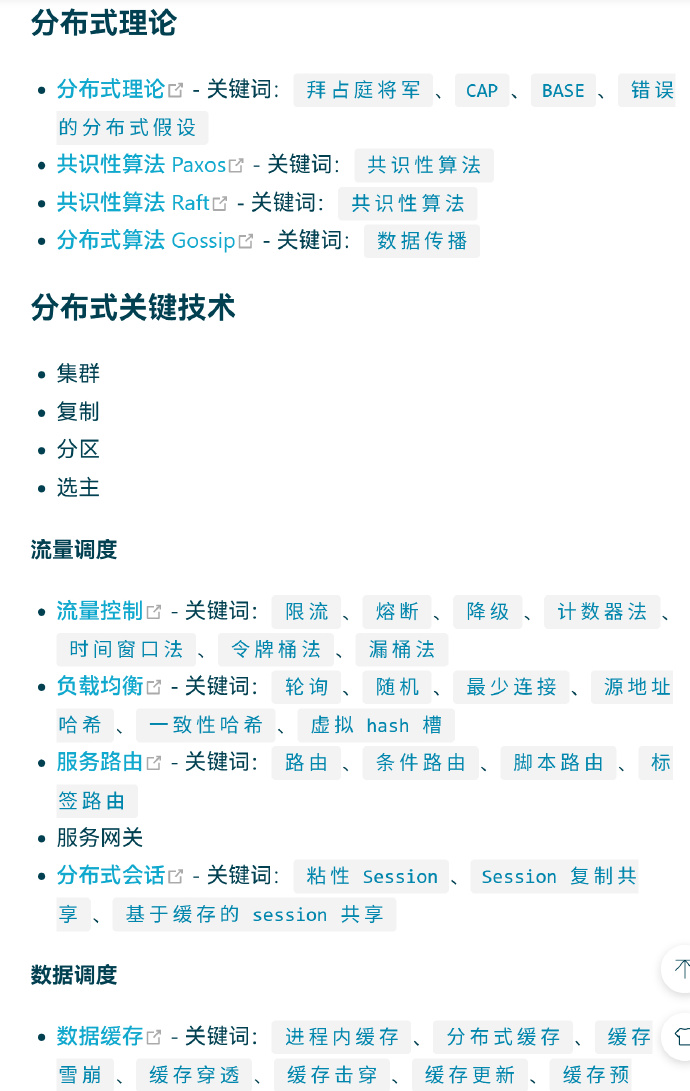 分布式理论
分布式理论 - 关键词： 拜占庭将军 、 CAP 、 BASE 、 错误
的分布式假设
共识性算法 Paxos - 关键词： 共识性算法
共识性算法 Raft - 关键词： 共识性算法
分布式算法 Gossip - 关键词： 数据传播
分布式关键技术
集群
复制
分区
选主
流量调度
流量控制 - 关键词： 限流 、 熔断 、 降级 、 计数器法 、
时间窗口法 、 令牌桶法 、 漏桶法
负载均衡 - 关键词： 轮询 、 随机 、 最少连接 、 源地址
哈希 、 一致性哈希 、 虚拟 hash 槽
服务路由 - 关键词： 路由 、 条件路由 、 脚本路由 、 标
签路由
服务网关
分布式会话 - 关键词： 粘性 Session 、 Session 复制共
享 、 基于缓存的 session 共享
数据调度
数据缓存 - 关键词： 进程内缓存 、 分布式缓存 、 缓存
雪崩 、 缓存穿透 、 缓存击穿 、 缓存更新 、 缓存预